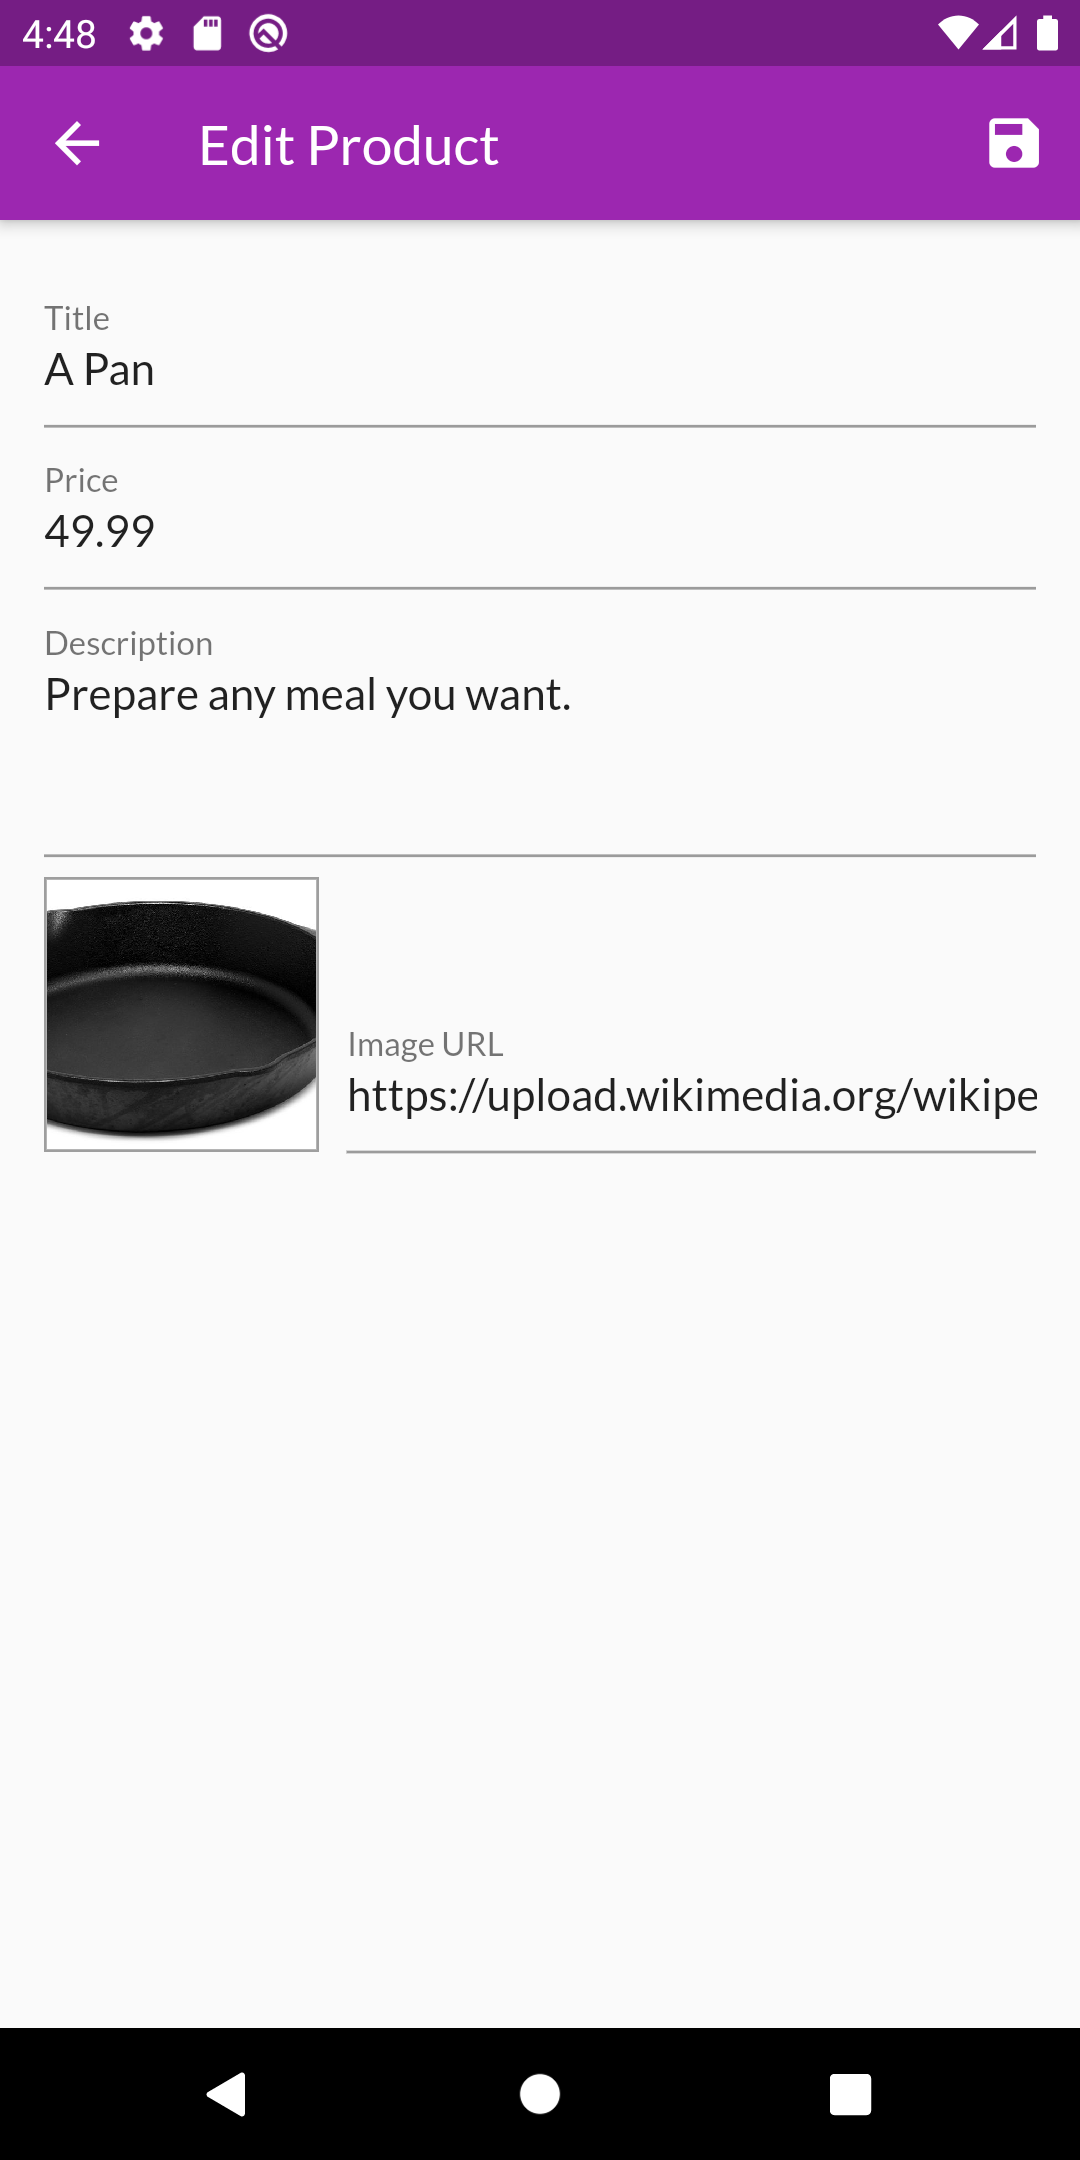 4:48
Edit Product
Title
A Pan
Price
49.99
Description
Prepare any meal you want.
Image URL
https://upload.wikimedia.org/wikipe